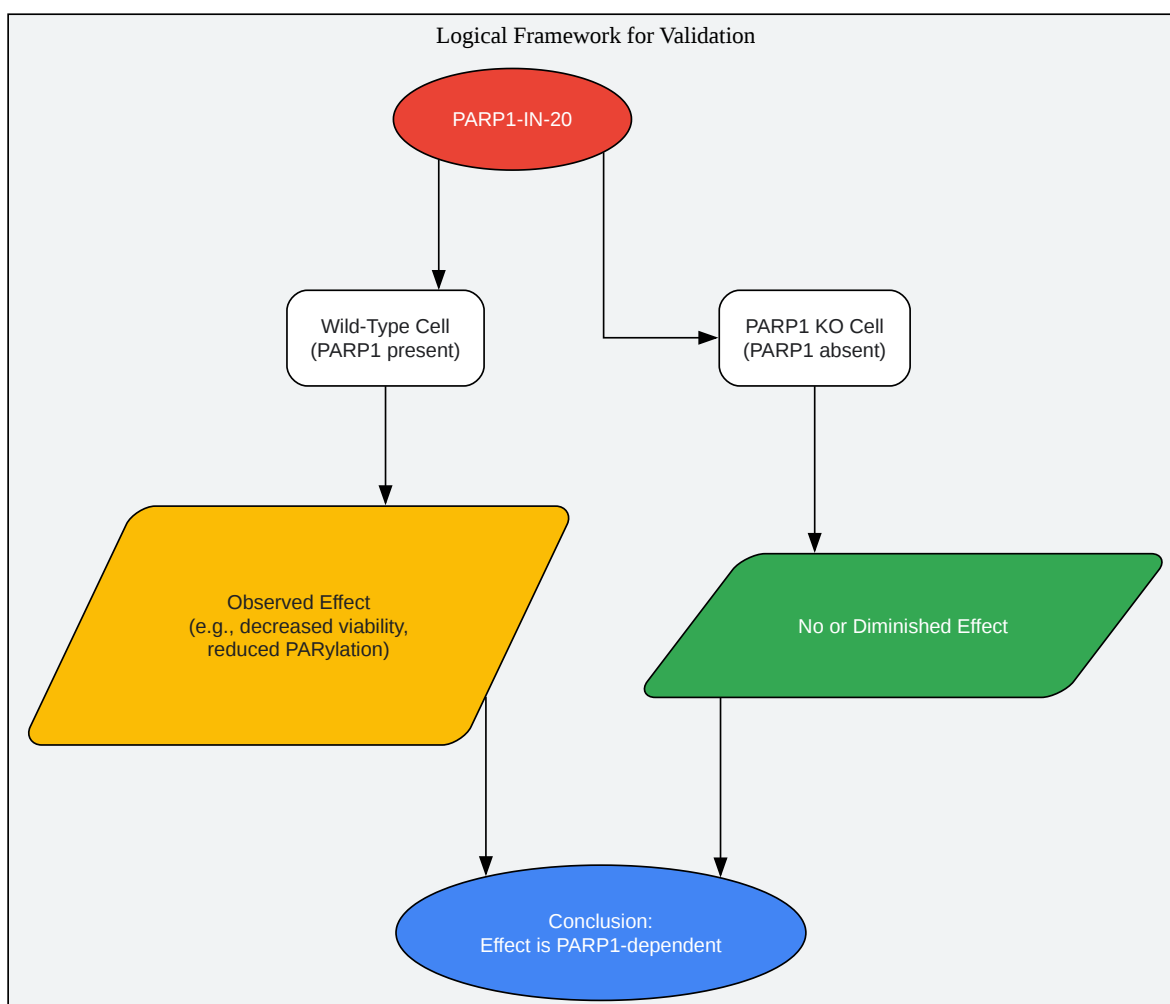 Logical Framework for Validation
PARP1-IN-20
Wild-Type Cell
(PARP1 present)
PARP1 KO Cell
(PARP1 absent)
Observed Effect
(e.g., decreased viability,
reduced PARylation)
No or Diminished Effect
Conclusion:
Effect is PARP1-dependent